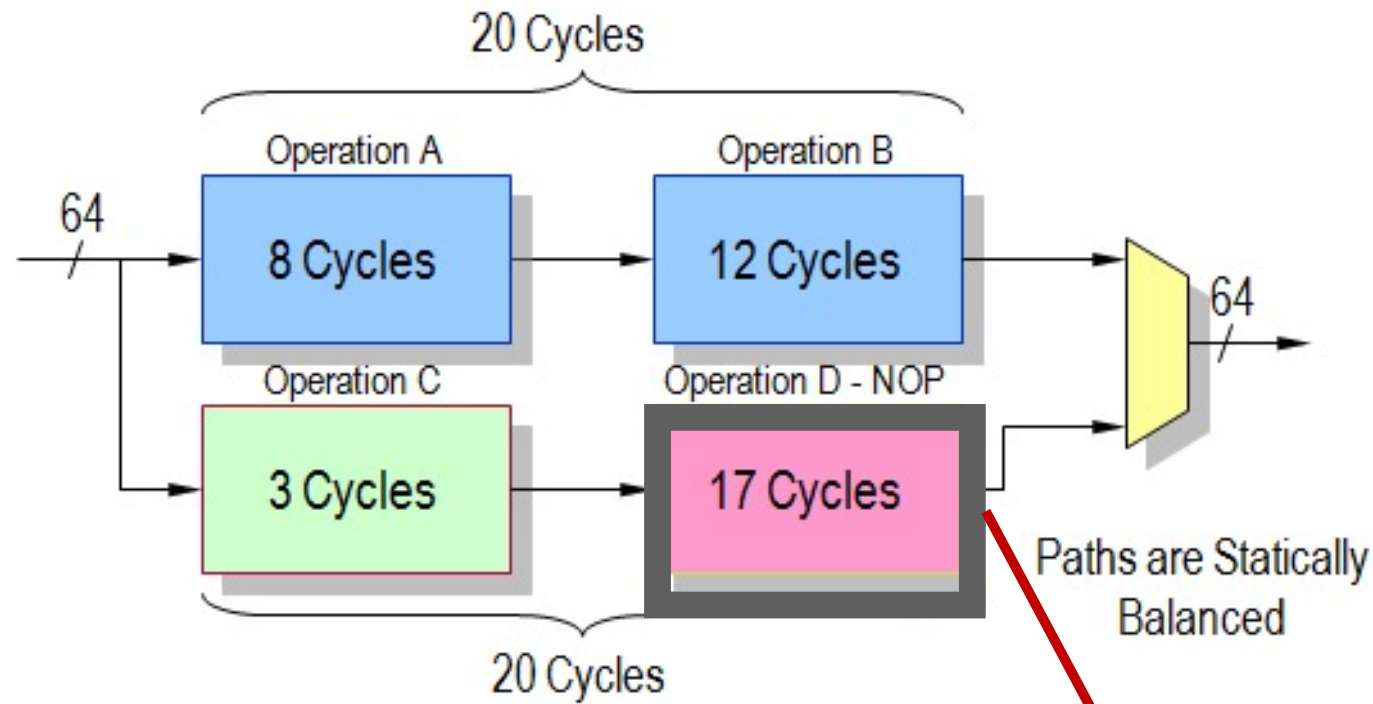 20 Cycles
Operation A
Operation B
64
8 Cycles
12 Cycles
64
Operation C
Operation D - NOP
3 Cycles
17 Cycles
Paths are Statically
Balanced
20 Cycles